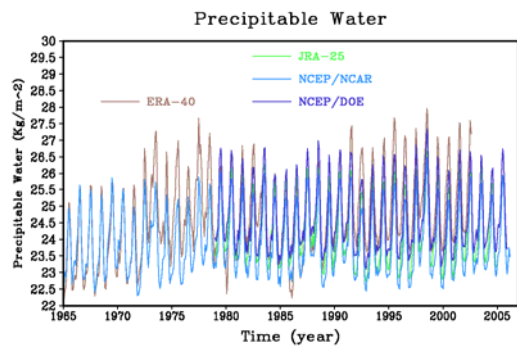 Precipitable Water
Precipitable Water (Kg/m-2)
30
29.5
29
28.5
28
27.5
27
26.5
26
25.5
25
24.5
24
23.5
23
22.5
22
JRA-25
NCEP/NCAR
ERA-40
NCEP/DOE
1965 1970 1975 1980 1985 1990 1995 2000 2005
Time (year)